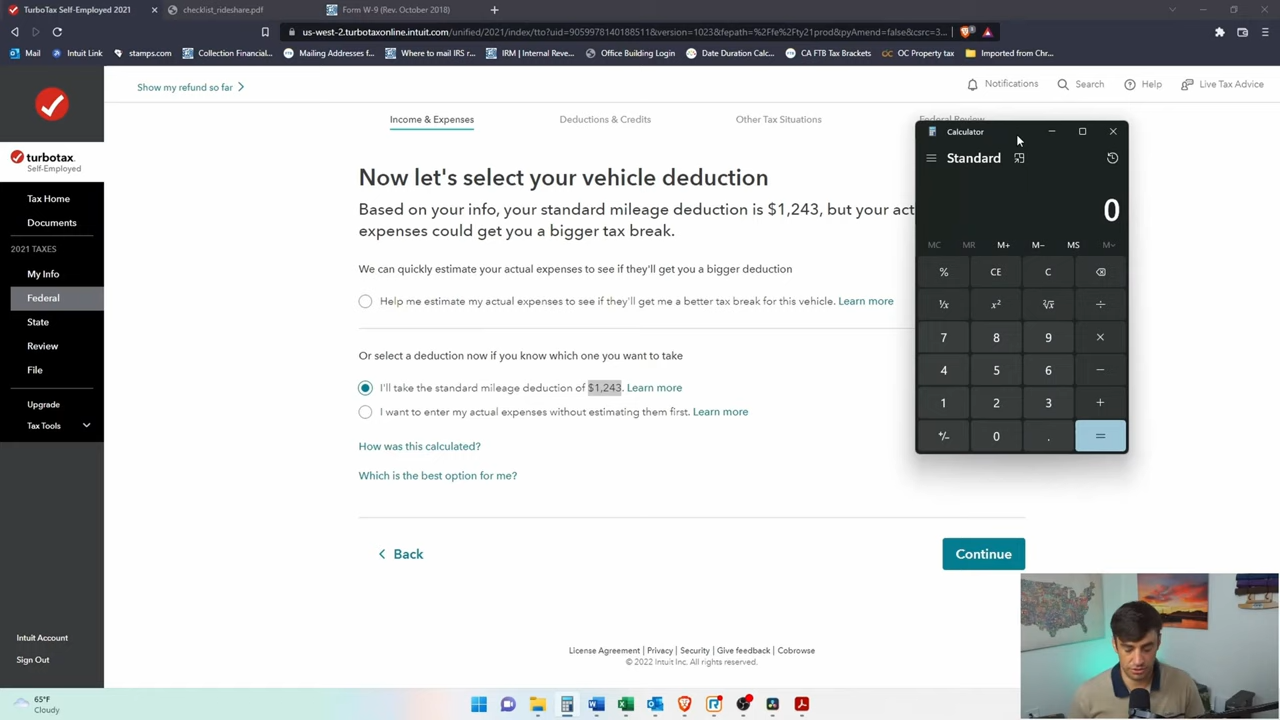 TurboTax Self-Employed 2021
checklist_rideshare.pdf
Form W-9 (Rev. October 2018)
us-west-2.turbotaxonline.intuit.com/unified/2021/index/tto?uid=9059978140188511&version=1023&fepath=%2Ffe%2Fty21prod&pyAmend=false&csrc=3...
Mail
Intuit Link
stamps.com
Collection Financial...
Mailing Addresses f...
Where to mail IRS r...
IRM | Internal Reve...
Office Building Login
Date Duration Calc...
CA FTB Tax Brackets
OC Property tax
Imported from Chr...
Show my refund so far
Notifications
Search
Help
Live Tax Advice
Income & Expenses
Deductions & Credits
Other Tax Situations
Federal Review
turbotax
Self-Employed
Tax Home
Documents
2021 TAXES
My Info
Federal
State
Review
File
Upgrade
Tax Tools
Intuit Account
Sign Out
Now let's select your vehicle deduction
Based on your info, your standard mileage deduction is $1,243, but your act
expenses could get you a bigger tax break.
We can quickly estimate your actual expenses to see if they'll get you a bigger deduction
Help me estimate my actual expenses to see if they'll get me a better tax break for this vehicle. Learn more
Or select a deduction now if you know which one you want to take
I'll take the standard mileage deduction of $1,243. Learn more
I want to enter my actual expenses without estimating them first. Learn more
How was this calculated?
Which is the best option for me?
Back
Continue
License Agreement | Privacy | Security | Give feedback | Cobrowse
© 2022 Intuit Inc. All rights reserved.
Calculator
Standard
0
MC MR M+ M− MS M
% CE C
⅟x x² ²√x ÷
7 8 9 ×
4 5 6 −
1 2 3 +
+/− 0 . =
65°F
Cloudy